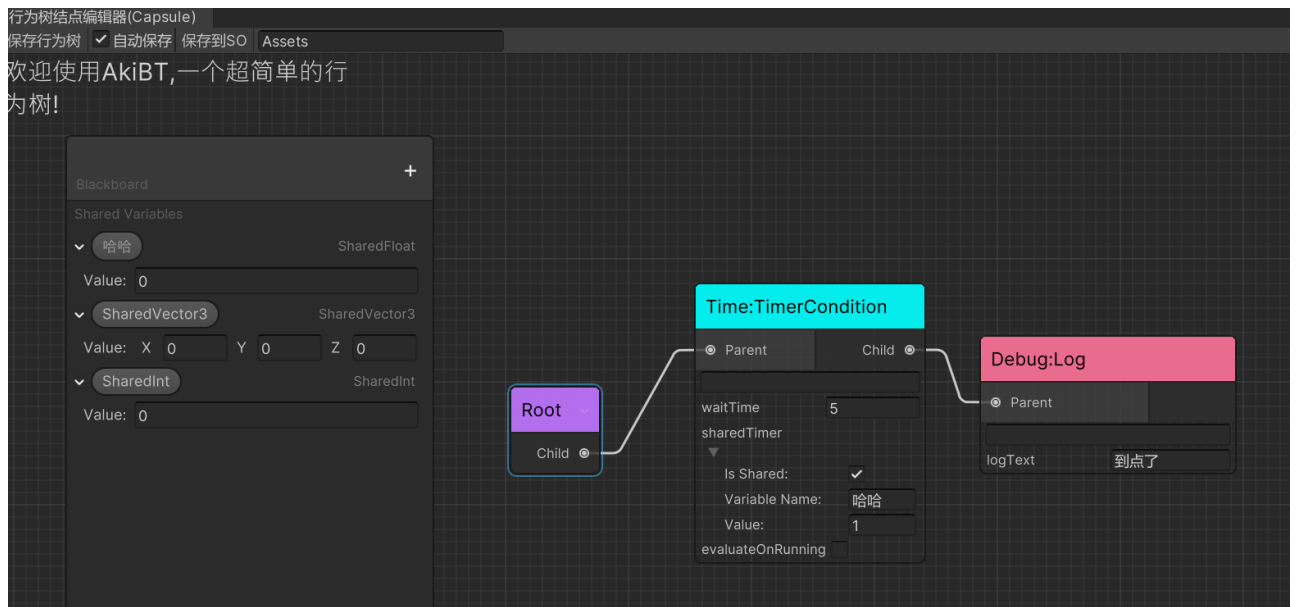 行为树结点编辑器(Capsule)
保存行为树 自动保存 保存到SO Assets
欢迎使用AkiBT,一个超简单的行
为树!
Blackboard
Shared Variables
哈哈 SharedFloat
Value: 0
SharedVector3 SharedVector3
Value: X 0 Y 0 Z 0
SharedInt SharedInt
Value: 0
Root
Child
Time:TimerCondition
Parent Child
waitTime 5
sharedTimer
Is Shared:
Variable Name: 哈哈
Value: 1
evaluateOnRunning
Debug:Log
Parent
logText 到点了